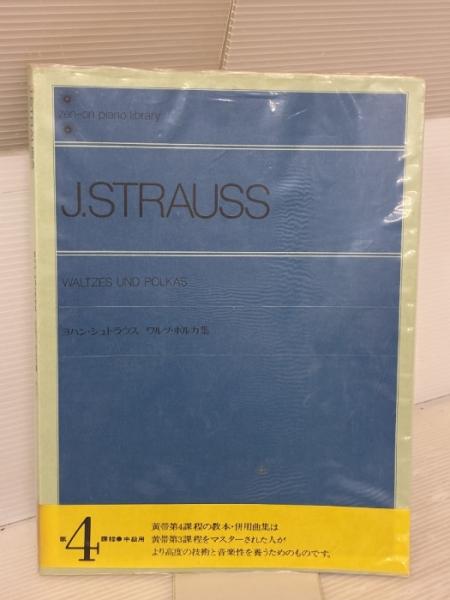 zen-on piano library
J.STRAUSS
WALTZES UND POLKAS
ヨハン・シュトラウス ワルツ・ポルカ集
第4課程●中級用
黄帯第4課程の教本・併用曲集は
黄帯第3課程をマスターされた人が
より高度の技術と音楽性を養うためのものです。